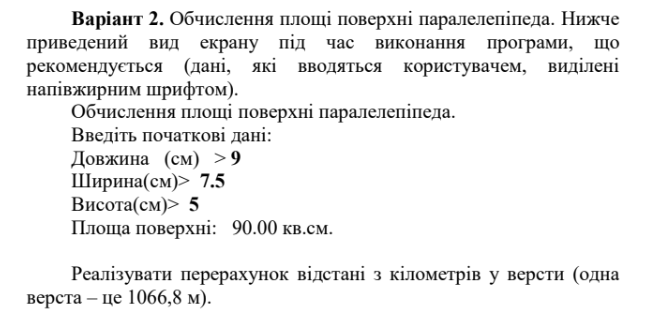 Варіант 2. Обчислення площі поверхні паралелепіпеда. Нижче
приведений вид екрану під час виконання програми, що
рекомендується (дані, які вводяться користувачем, виділені
напівжирним шрифтом).
Обчислення площі поверхні паралелепіпеда.
Введіть початкові дані:
Довжина (см) > 9
Ширина(см)> 7.5
Висота(см)> 5
Площа поверхні: 90.00 кв.см.
Реалізувати перерахунок відстані з кілометрів у версти (одна
верста – це 1066,8 м).